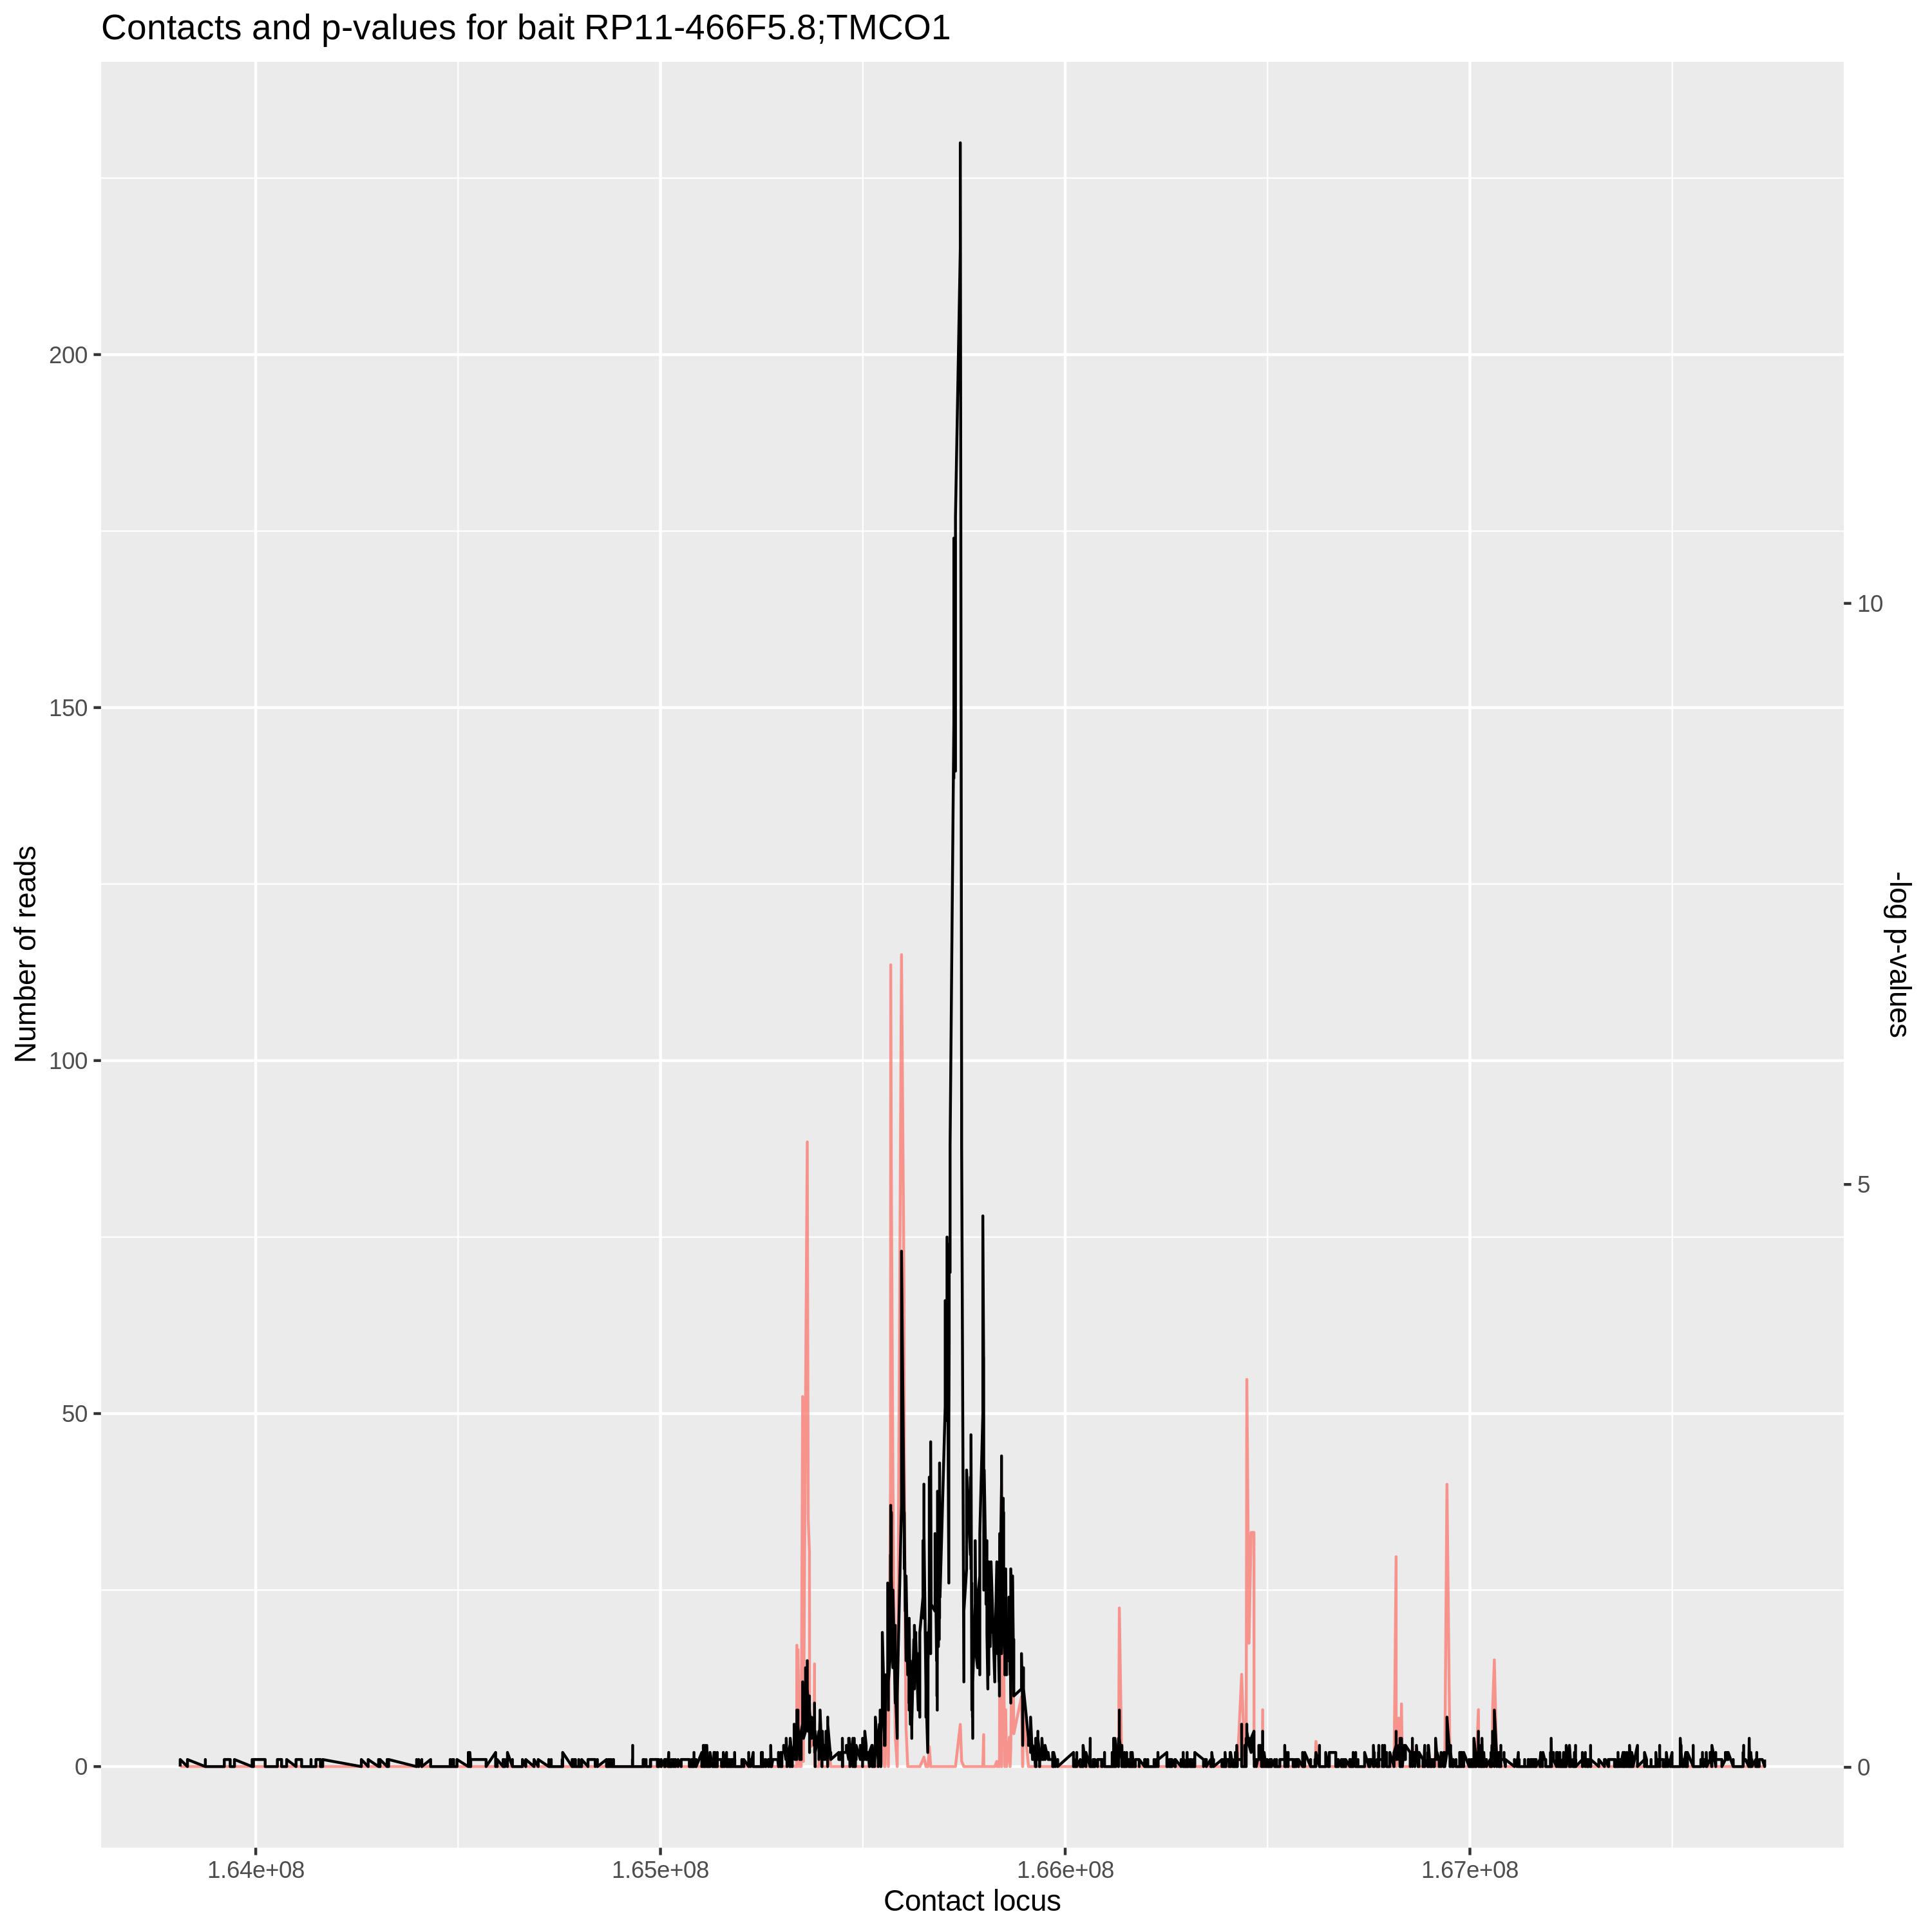 Contacts and p-values for bait RP11-466F5.8;TMCO1
Number of reads
200
150
100
50
0
10
5
0
-log p-values
1.64e+08
1.65e+08
1.66e+08
1.67e+08
Contact locus